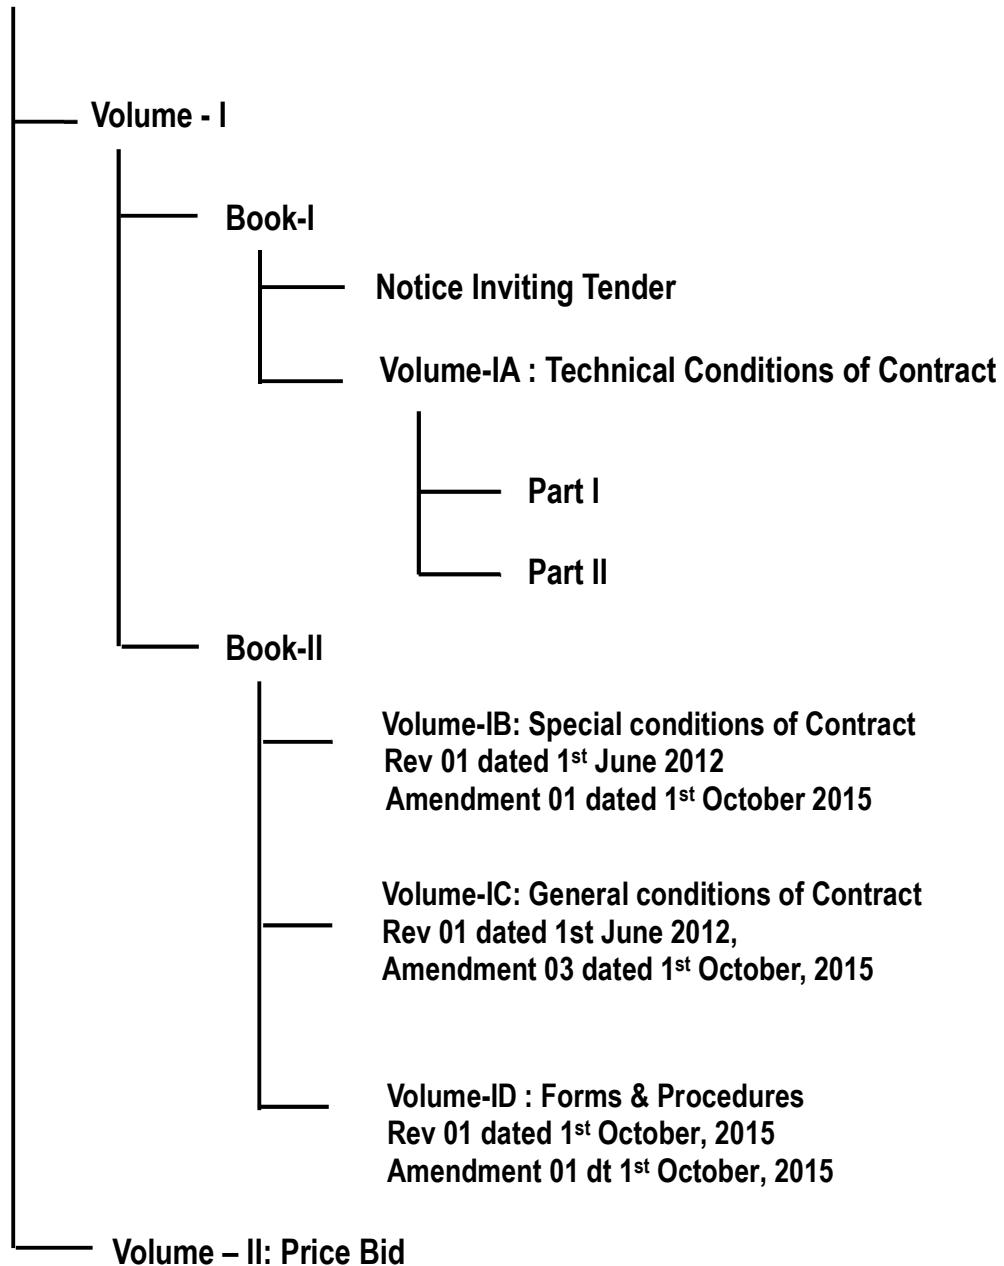 Volume - I
Book-I
Notice Inviting Tender
Volume-IA : Technical Conditions of Contract
Part I
Part II
Book-II
Volume-IB: Special conditions of Contract
Rev 01 dated 1st June 2012
Amendment 01 dated 1st October 2015
Volume-IC: General conditions of Contract
Rev 01 dated 1st June 2012,
Amendment 03 dated 1st October, 2015
Volume-ID : Forms & Procedures
Rev 01 dated 1st October, 2015
Amendment 01 dt 1st October, 2015
Volume – II: Price Bid